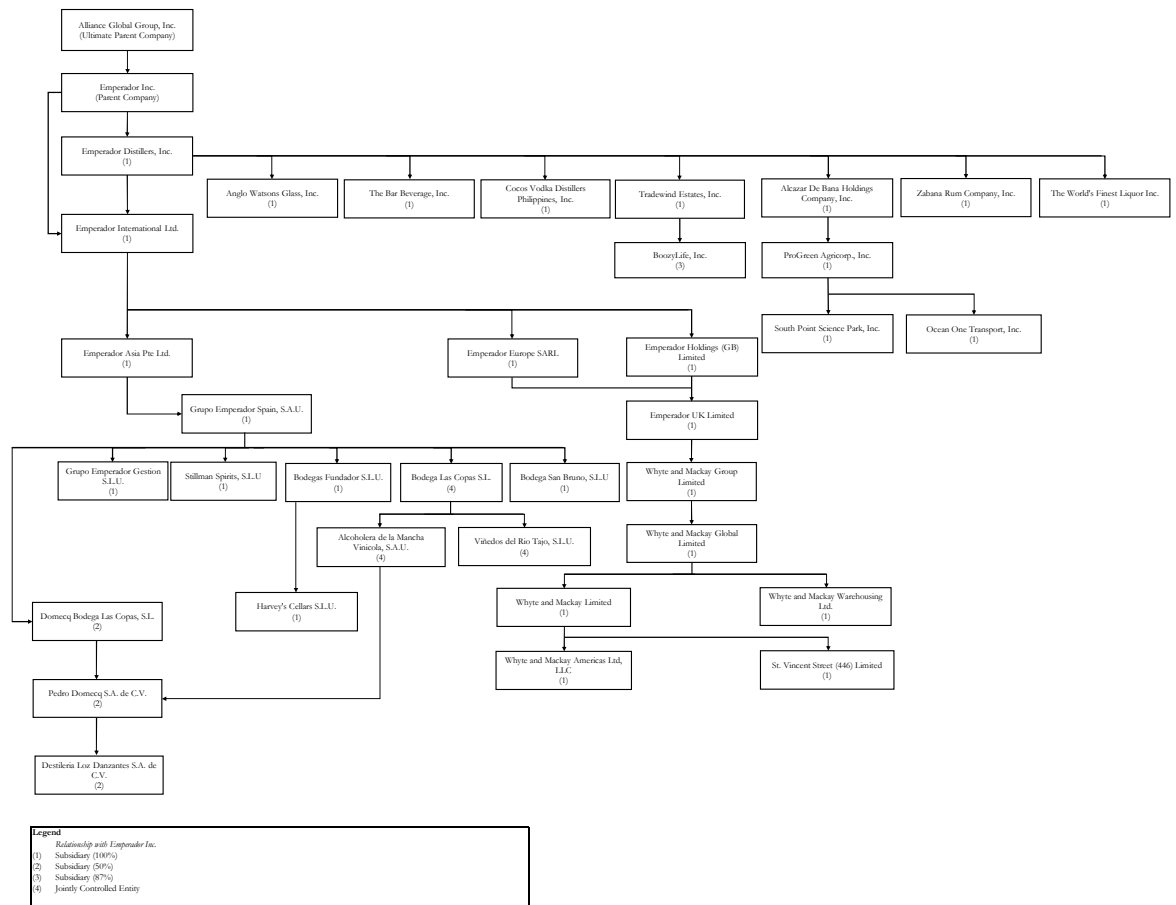 Alliance Global Group, Inc.
(Ultimate Parent Company)
Emperador Inc.
(Parent Company)
Emperador Distillers, Inc.
(1)
Anglo Watsons Glass, Inc.
(1)
The Bar Beverage, Inc.
(1)
Cocos Vodka Distillers
Philippines, Inc.
(1)
Tradewind Estates, Inc.
(1)
Alcazar De Bana Holdings
Company, Inc.
(1)
Zabana Rum Company, Inc.
(1)
The World's Finest Liquor Inc.
(1)
Emperador International Ltd.
(1)
BoozyLife, Inc.
(3)
ProGreen Agricorp., Inc.
(1)
South Point Science Park, Inc.
(1)
Ocean One Transport, Inc.
(1)
Emperador Asia Pte Ltd.
(1)
Emperador Europe SARL
(1)
Emperador Holdings (GB)
Limited
(1)
Grupo Emperador Spain, S.A.U.
(1)
Emperador UK Limited
(1)
Grupo Emperador Gestion
S.L.U.
(1)
Stillman Spirits, S.L.U
(1)
Bodegas Fundador S.L.U.
(1)
Bodega Las Copas S.L.
(4)
Bodega San Bruno, S.L.U
(1)
Whyte and Mackay Group
Limited
(1)
Alcoholera de la Mancha
Vinicola, S.A.U.
(4)
Viñedos del Rio Tajo, S.L.U.
(4)
Whyte and Mackay Global
Limited
(1)
Harvey's Cellars S.L.U.
(1)
Whyte and Mackay Limited
(1)
Whyte and Mackay Warehousing
Ltd.
(1)
Domecq Bodega Las Copas, S.L.
(2)
Whyte and Mackay Americas Ltd,
LLC
(1)
St. Vincent Street (446) Limited
(1)
Pedro Domecq S.A. de C.V.
(2)
Destileria Loz Danzantes S.A. de
C.V.
(2)
Legend
Relationship with Emperador Inc.
(1) Subsidiary (100%)
(2) Subsidiary (50%)
(3) Subsidiary (87%)
(4) Jointly Controlled Entity